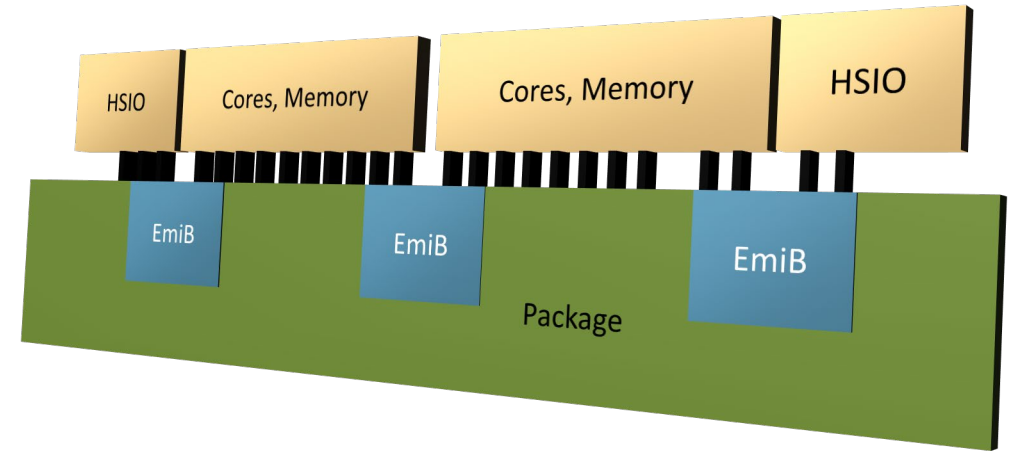 HSIO
Cores, Memory
Cores, Memory
HSIO
EmiB
EmiB
EmiB
Package